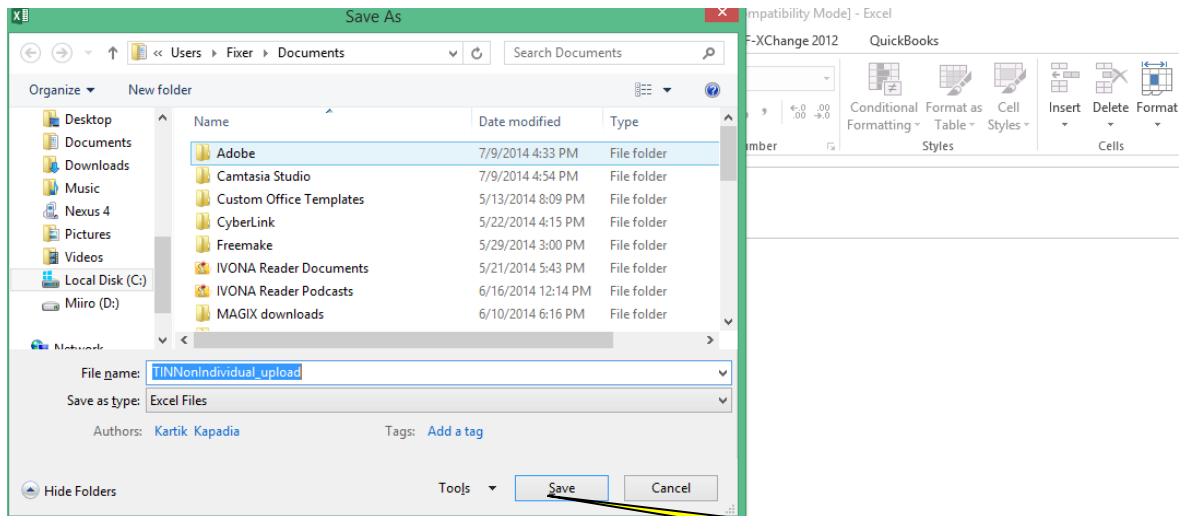 Save As
mpatibility Mode] - Excel
« Users Fixer Documents
Search Documents
F-XChange 2012 QuickBooks
Organize New folder
Desktop
Documents
Downloads
Music
Nexus 4
Pictures
Videos
Local Disk (C:)
Miiro (D:)
Network
Name Date modified Type
Adobe 7/9/2014 4:33 PM File folder
Camtasia Studio 7/9/2014 4:54 PM File folder
Custom Office Templates 5/13/2014 8:09 PM File folder
CyberLink 5/22/2014 4:15 PM File folder
Freemake 5/29/2014 3:00 PM File folder
IVONA Reader Documents 5/21/2014 5:43 PM File folder
IVONA Reader Podcasts 6/16/2014 12:14 PM File folder
MAGIX downloads 6/10/2014 6:16 PM File folder
File name: TINNonIndividual_upload
Save as type: Excel Files
Authors: Kartik Kapadia Tags: Add a tag
Hide Folders Tools Save Cancel
Conditional Format as Cell
Formatting Table Styles
Insert Delete Format
mber Styles Cells